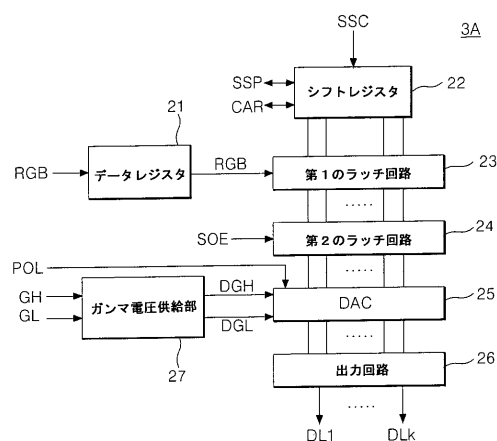 SSC
3A
SSP
CAR
シフトレジスタ
22
21
RGB
データレジスタ
RGB
第1のラッチ回路
23
.....
SOE
第2のラッチ回路
24
.....
POL
GH
GL
ガンマ電圧供給部
27
DGH
DGL
DAC
25
.....
出力回路
26
.....
DL1
DLk